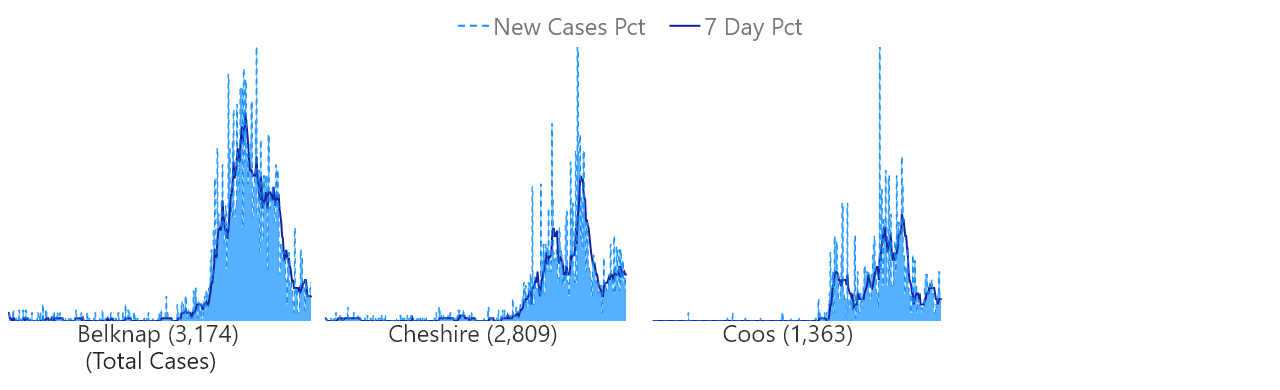 New Cases Pct 7 Day Pct
Belknap (3,174) Cheshire (2,809) Coos (1,363)
(Total Cases)